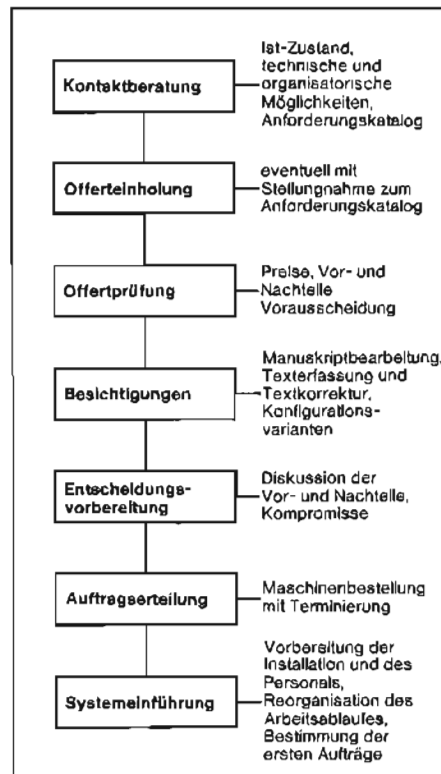 Kontaktberatung
Ist-Zustand,
technische und
organisatorische
Möglichkeiten,
Anforderungskatalog
Offerteinholung
eventuell mit
Stellungnahme zum
Anforderungskatalog
Offertprüfung
Preise, Vor- und
Nachteile
Vorausscheidung
Besichtigungen
Manuskriptbearbeitung,
Texterfassung und
Textkorrektur,
Konfigurations-
varianten
Entscheidungs-
vorbereitung
Diskussion der
Vor- und Nachteile,
Kompromisse
Auftragserteilung
Maschinenbestellung
mit Terminierung
Systemeinführung
Vorbereitung der
Installation und des
Personals,
Reorganisation des
Arbeitsablaufes,
Bestimmung der
ersten Aufträge